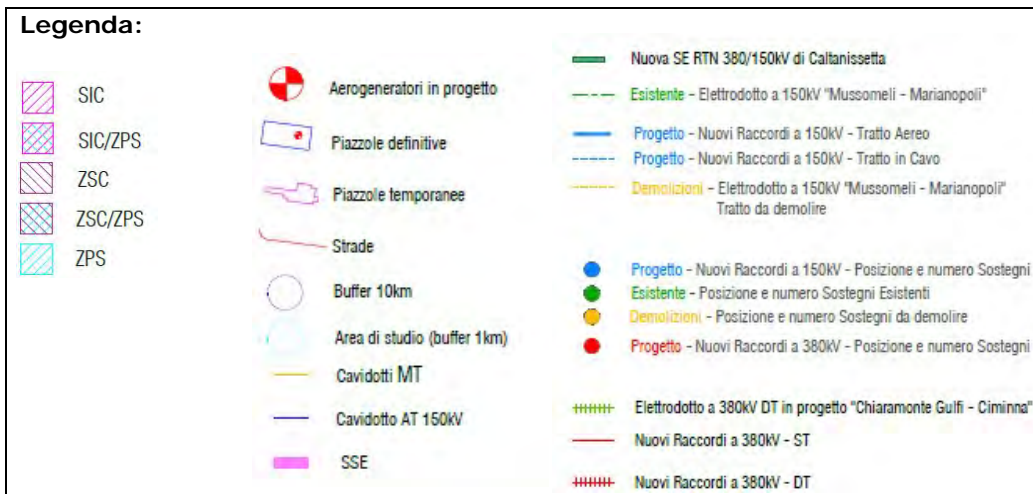 Legenda:
SIC
SIC/ZPS
ZSC
ZSC/ZPS
ZPS
Aerogeneratori in progetto
Piazzole definitive
Piazzole temporanee
Strade
Buffer 10km
Area di studio (buffer 1km)
Cavidotti MT
Cavidotto AT 150kV
SSE
Nuova SE RTN 380/150kV di Caltanissetta
Esistente - Elettrodotto a 150kV "Mussomeli - Marianopoli"
Progetto - Nuovi Raccordi a 150kV - Tratto Aereo
Progetto - Nuovi Raccordi a 150kV - Tratto in Cavo
Demolizioni - Elettrodotto a 150kV "Mussomeli - Marianopoli"
Tratto da demolire
Progetto - Nuovi Raccordi a 150kV - Posizione e numero Sostegni
Esistente - Posizione e numero Sostegni Esistenti
Demolizioni - Posizione e numero Sostegni da demolire
Progetto - Nuovi Raccordi a 380kV - Posizione e numero Sostegni
Elettrodotto a 380kV DT in progetto "Chiaramonte Gulfi - Ciminna"
Nuovi Raccordi a 380kV - ST
Nuovi Raccordi a 380kV - DT